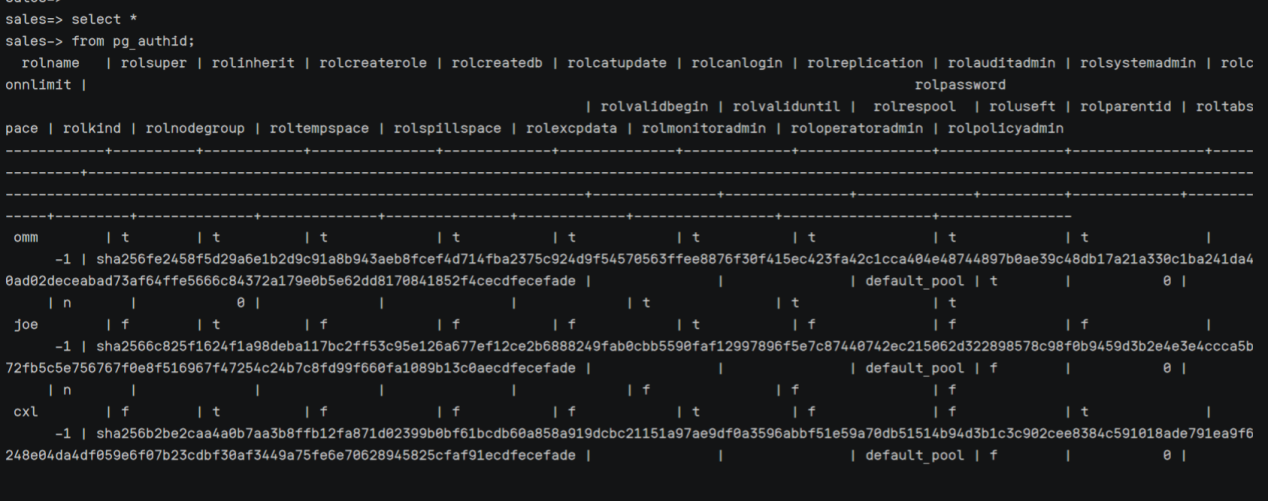 sales=> select *
sales-> from pg_authid;
rolname | rolsuper | rolinherit | rolcreaterole | rolcreatedb | rolcatupdate | rolcanlogin | rolreplication | rolauditadmin | rolsystemadmin | rolc
onnlimit | rolpassword
| rolvalidbegin | rolvaliduntil | rolrespool | roluseft | rolparentid | roltabs
pace | rolkind | rolnodegroup | roltempspace | rolspillspace | rolexcpdata | rolmonitoradmin | roloperatoradmin | rolpolicyadmin
omm | t | t | t | t | t | t | t | t | t |
-1 | sha256fe2458f5d29a6e1b2d9c91a8b943aeb8fcef4d714fba2375c924d9f54570563ffee8876f30f415ec423fa42c1cca404e48744897b0ae39c48db17a21a330c1ba241da4
0ad02deceabad73af64ffe5666c84372a179e0b5e62dd8170841852f4cecdfecefade | | | default_pool | t | 0 |
| n | 0 | | | | t | t | t
joe | f | t | f | f | f | t | f | f | f |
-1 | sha2566c825f1624f1a98deba117bc2ff53c95e126a677ef12ce2b6888249fab0cbb5590faf12997896f5e7c87440742ec215062d322898578c98f0b9459d3b2e4e3e4ccca5b
72fb5c5e756767f0e8f516967f47254c24b7c8fd99f660fa1089b13c0aecdfecefade | | | default_pool | f | 0 |
| n | | | | | f | f | f
cxl | f | t | f | f | f | t | f | f | t |
-1 | sha256b2be2caa4a0b7aa3b8ffb12fa871d02399b0bf61bcdb60a858a919dcbc21151a97ae9df0a3596abbf51e59a70db51514b94d3b1c3c902cee8384c591018ade791ea9f6
248e04da4df059e6f07b23cdbf30af3449a75fe6e70628945825cfaf91ecdfecefade | | | default_pool | f | 0 |